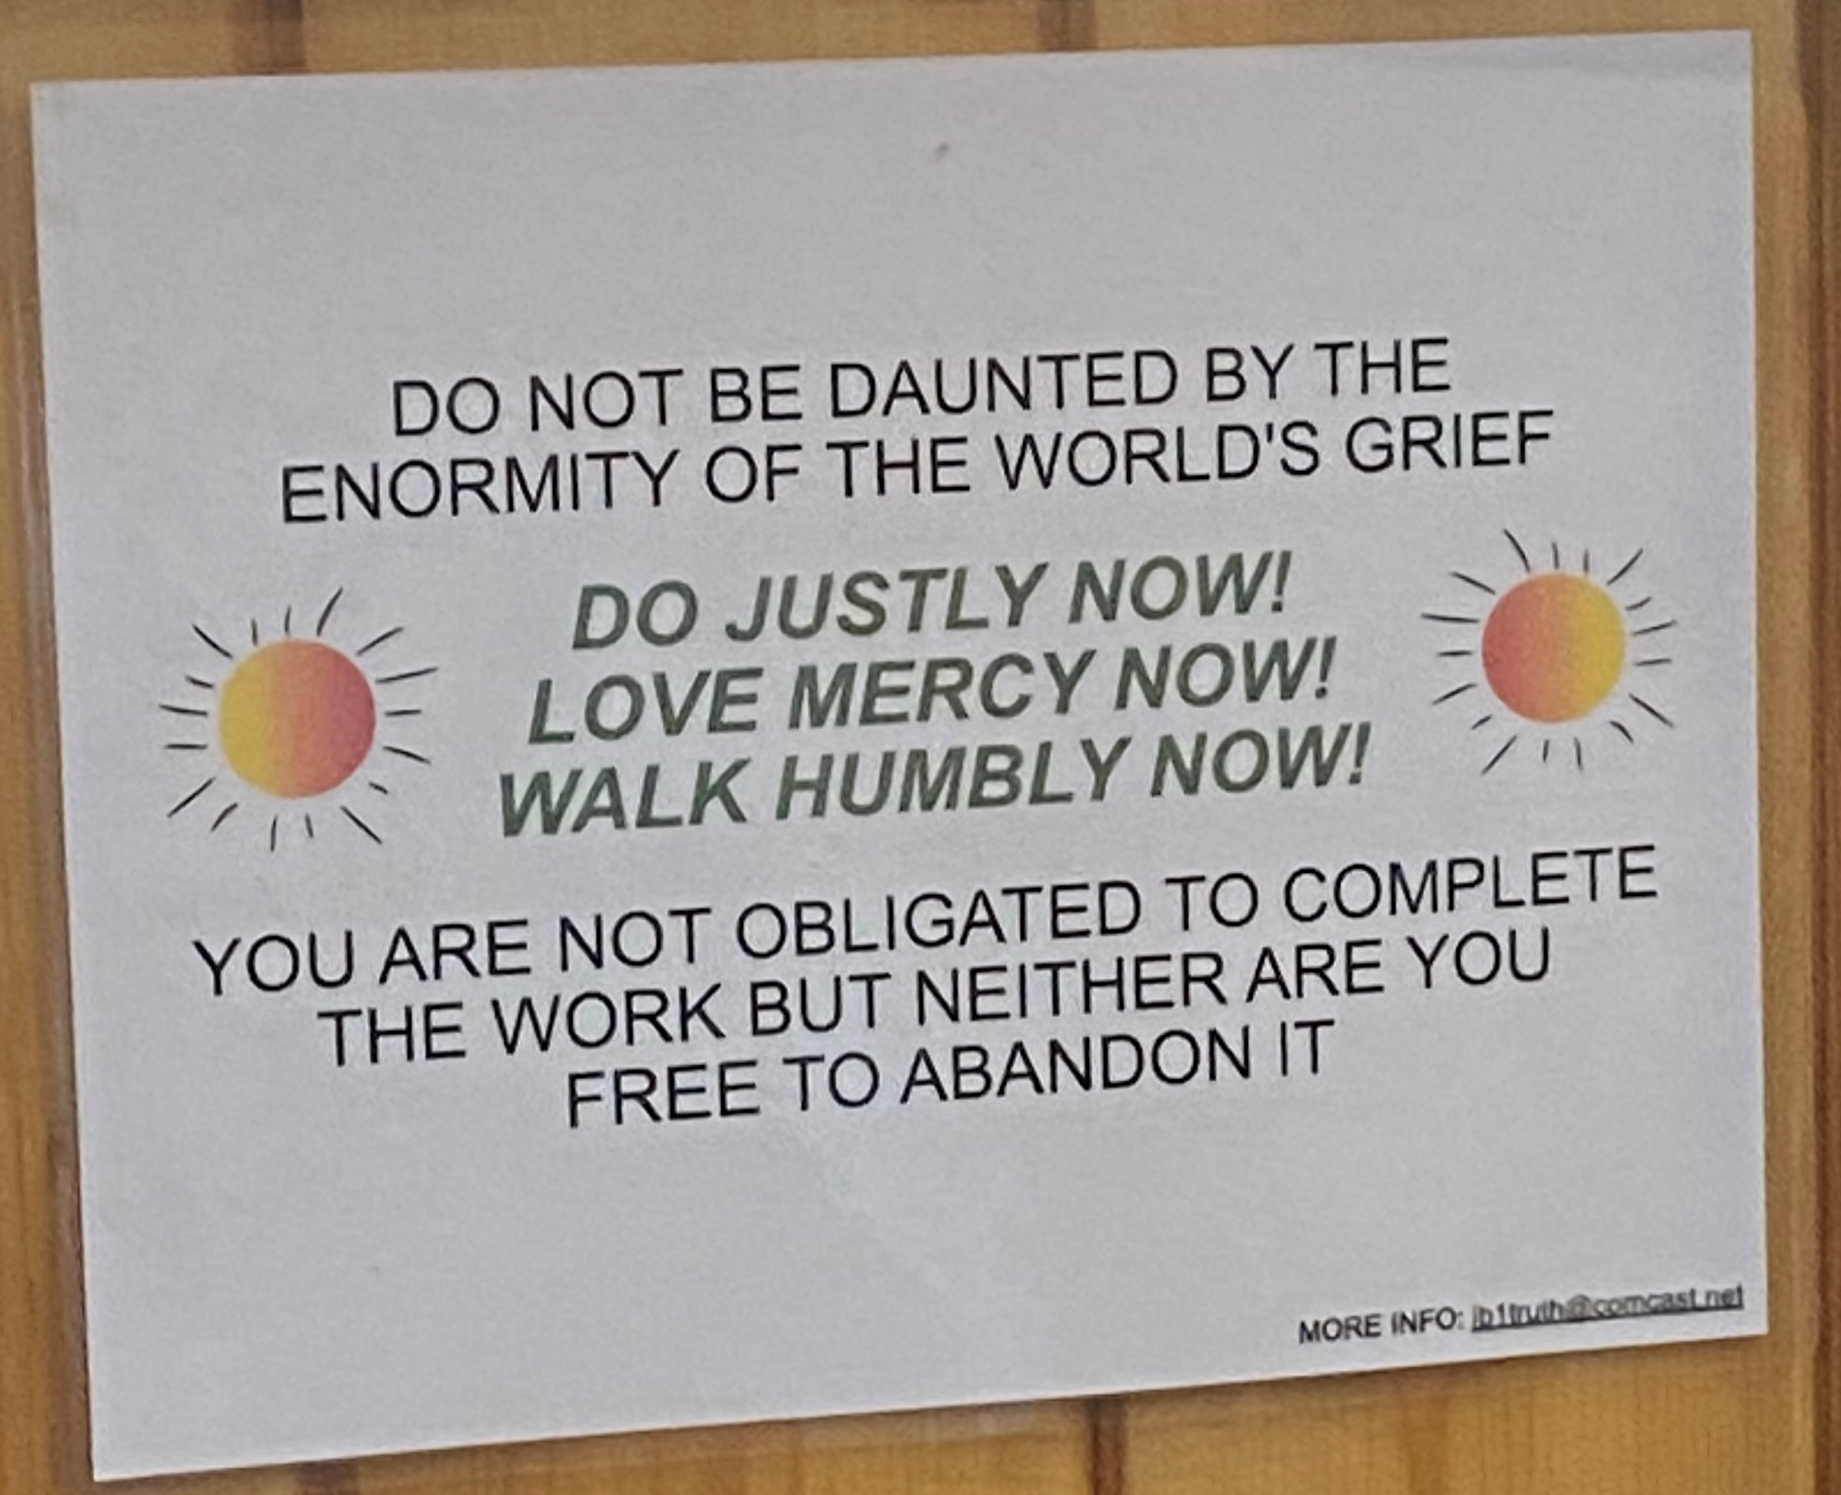 DO NOT BE DAUNTED BY THE
ENORMITY OF THE WORLD'S GRIEF
DO JUSTLY NOW!
LOVE MERCY NOW!
WALK HUMBLY NOW!
YOU ARE NOT OBLIGATED TO COMPLETE
THE WORK BUT NEITHER ARE YOU
FREE TO ABANDON IT
MORE INFO: